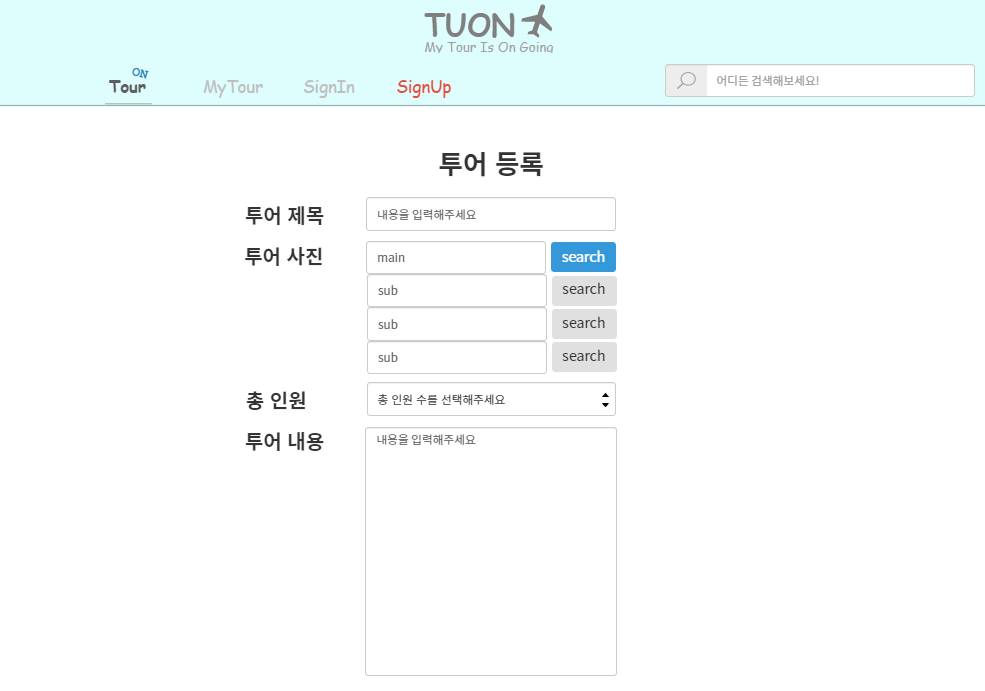 TUON
My Tour Is On Going
ON
Tour
MyTour
SignIn
SignUp
어디든 검색해보세요!
투어 등록
투어 제목
내용을 입력해주세요
투어 사진
main
search
sub
search
sub
search
sub
search
총 인원
총 인원 수를 선택해주세요
투어 내용
내용을 입력해주세요